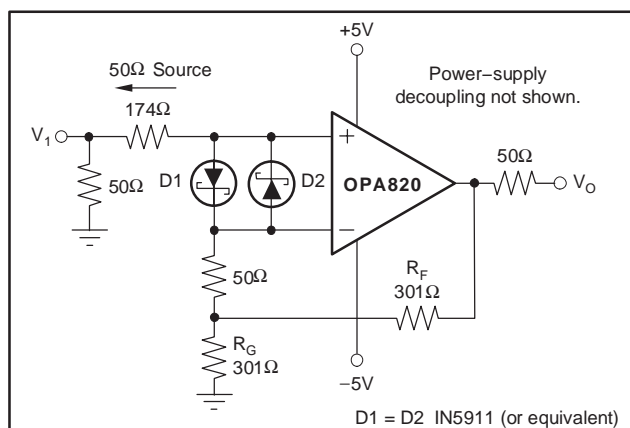 +5V
50Ω Source
Power−supply
decoupling not shown.
174Ω
V1
50Ω
D1
D2
+
−
OPA820
50Ω
VO
50Ω
RF
301Ω
RG
301Ω
−5V
D1 = D2 IN5911 (or equivalent)